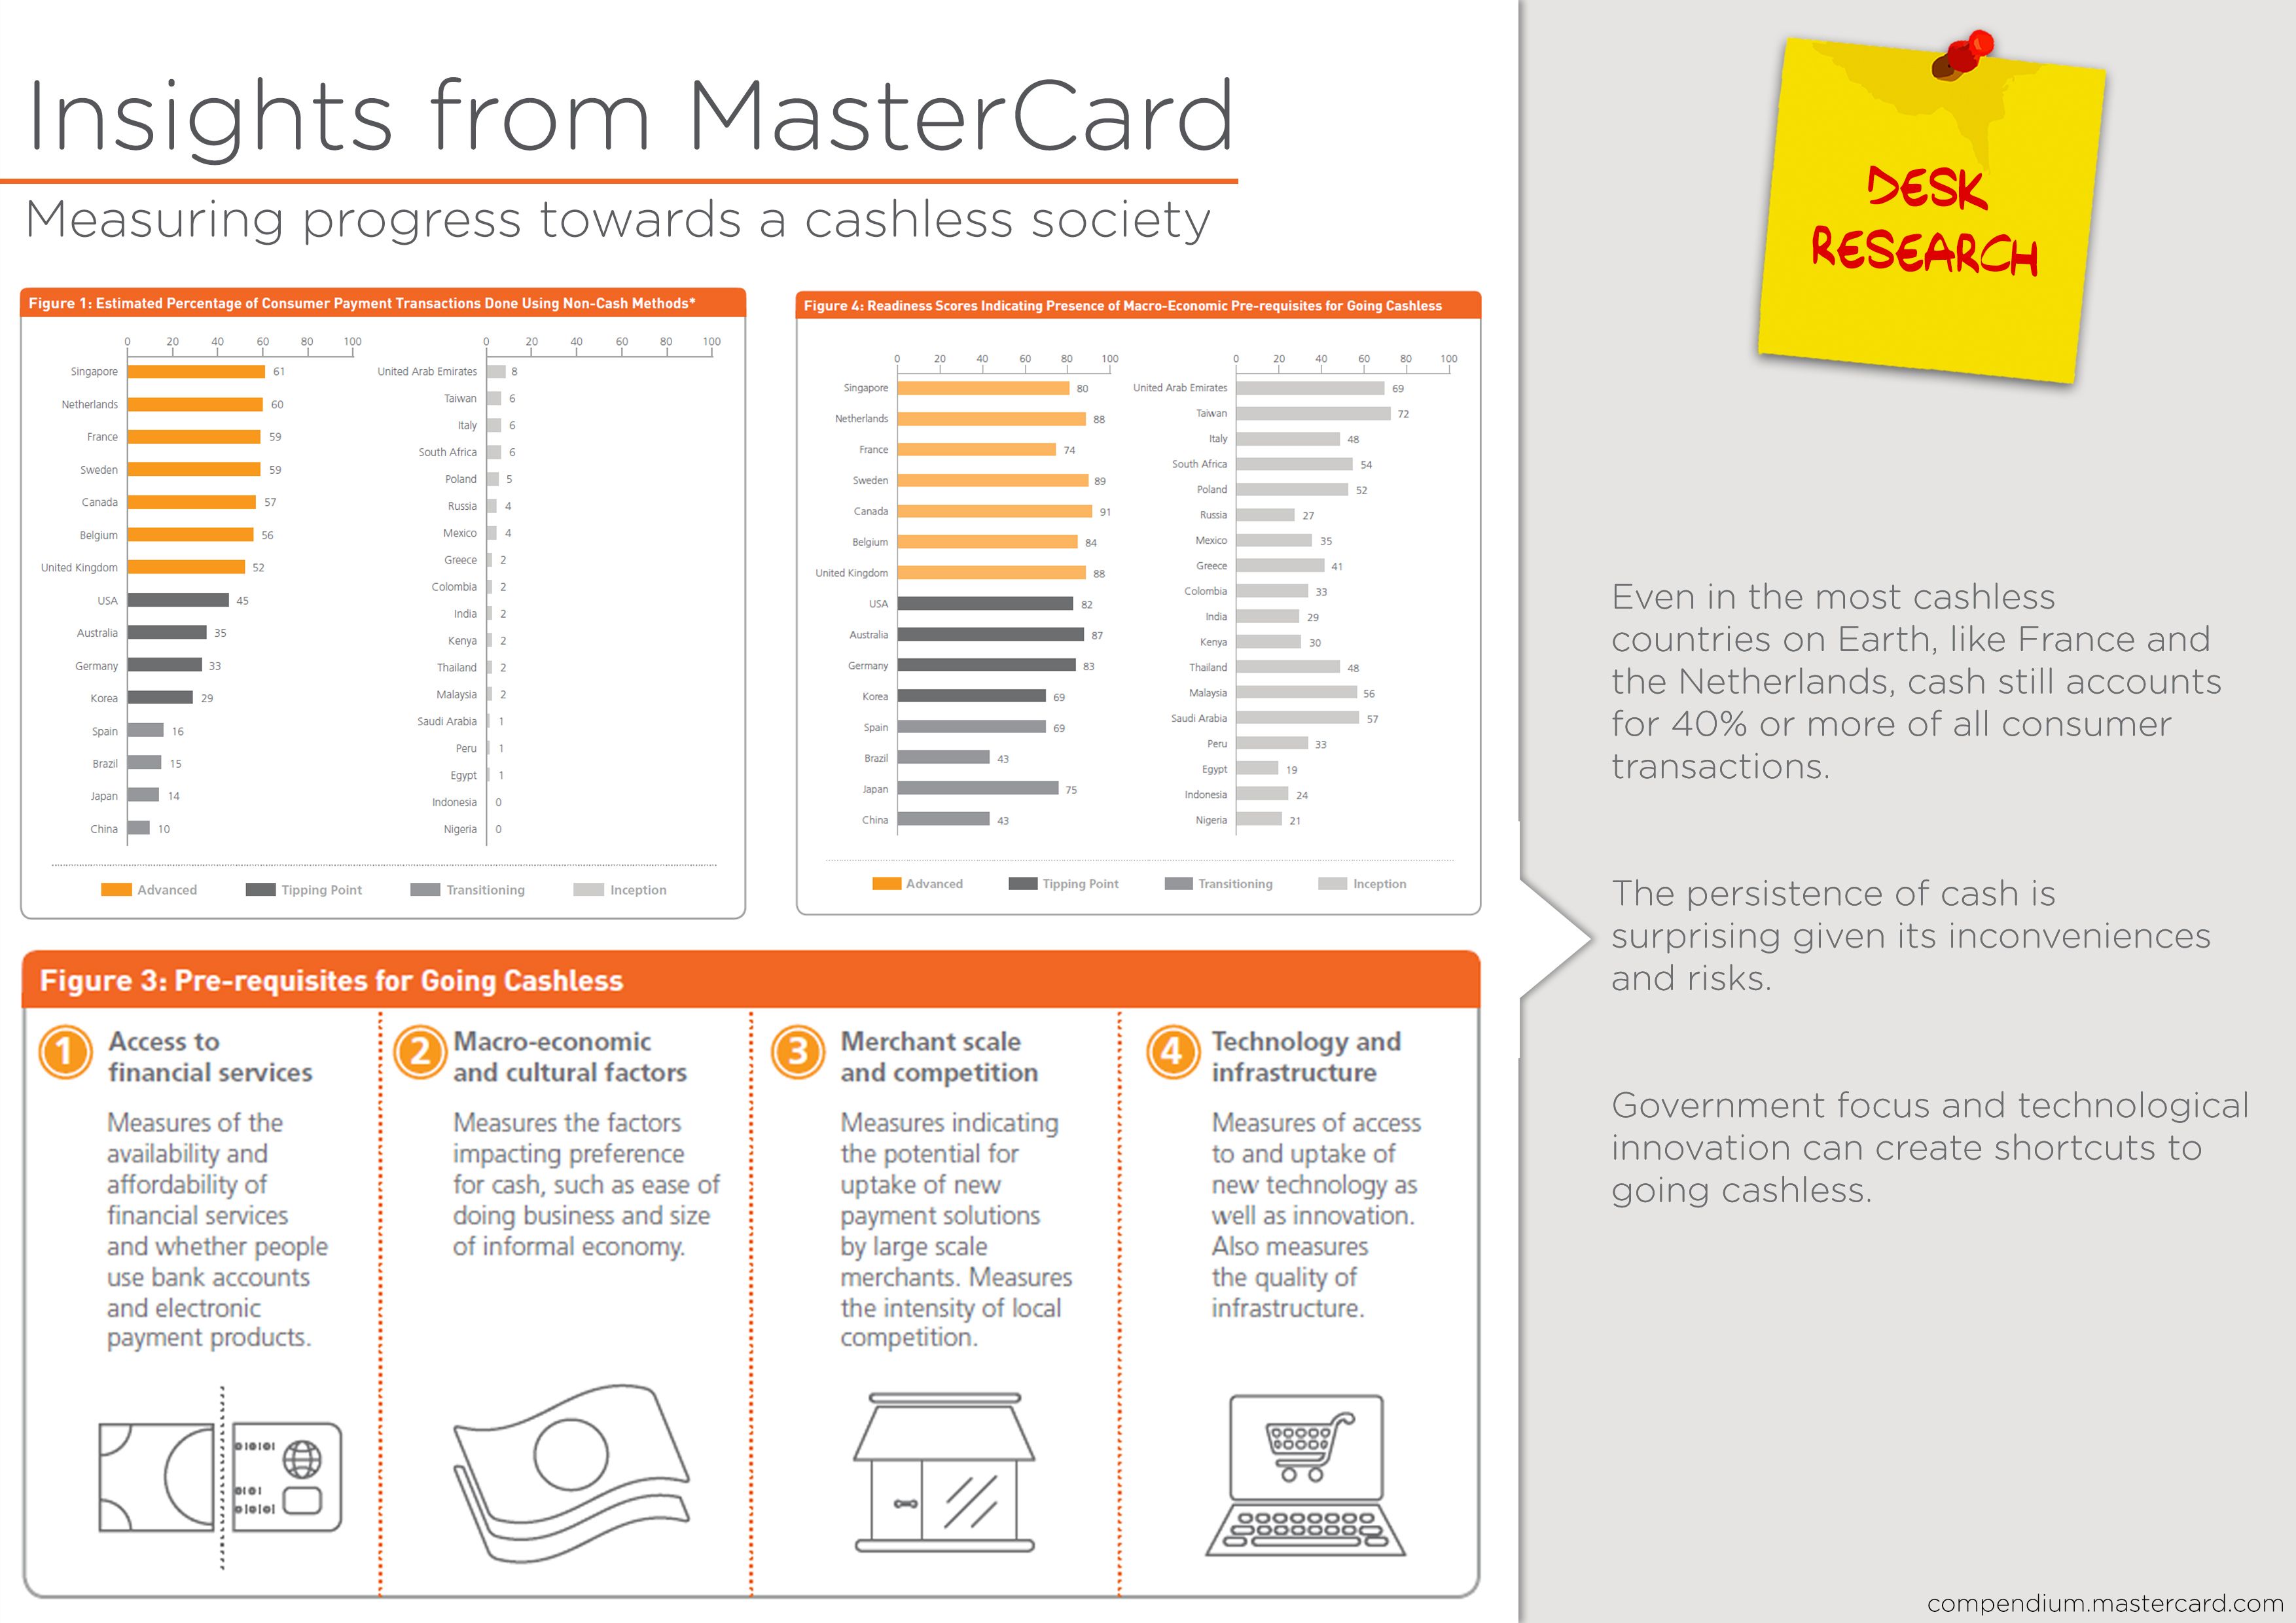 Insights from MasterCard
Measuring progress towards a cashless society
DESK
RESEARCH
Figure 1: Estimated Percentage of Consumer Payment Transactions Done Using Non-Cash Methods*
0 20 40 60 80 100
Singapore 61
Netherlands 60
France 59
Sweden 59
Canada 57
Belgium 56
United Kingdom 52
USA 45
Australia 35
Germany 33
Korea 29
Spain 16
Brazil 15
Japan 14
China 10
0 20 40 60 80 100
United Arab Emirates 8
Taiwan 6
Italy 6
South Africa 6
Poland 5
Russia 4
Mexico 4
Greece 2
Colombia 2
India 2
Kenya 2
Thailand 2
Malaysia 2
Saudi Arabia 1
Peru 1
Egypt 1
Indonesia 0
Nigeria 0
Advanced Tipping Point Transitioning Inception
Figure 4: Readiness Scores Indicating Presence of Macro-Economic Pre-requisites for Going Cashless
0 20 40 60 80 100
Singapore 80
Netherlands 88
France 74
Sweden 89
Canada 91
Belgium 84
United Kingdom 88
USA 82
Australia 87
Germany 83
Korea 69
Spain 69
Brazil 43
Japan 75
China 43
0 20 40 60 80 100
United Arab Emirates 69
Taiwan 72
Italy 48
South Africa 54
Poland 52
Russia 27
Mexico 35
Greece 41
Colombia 33
India 29
Kenya 30
Thailand 48
Malaysia 56
Saudi Arabia 57
Peru 33
Egypt 19
Indonesia 24
Nigeria 21
Advanced Tipping Point Transitioning Inception
Figure 3: Pre-requisites for Going Cashless
1
Access to
financial services
Measures of the
availability and
affordability of
financial services
and whether people
use bank accounts
and electronic
payment products.
010101
0101
010101
2
Macro-economic
and cultural factors
Measures the factors
impacting preference
for cash, such as ease of
doing business and size
of informal economy.
3
Merchant scale
and competition
Measures indicating
the potential for
uptake of new
payment solutions
by large scale
merchants. Measures
the intensity of local
competition.
4
Technology and
infrastructure
Measures of access
to and uptake of
new technology as
well as innovation.
Also measures
the quality of
infrastructure.
Even in the most cashless
countries on Earth, like France and
the Netherlands, cash still accounts
for 40% or more of all consumer
transactions.
The persistence of cash is
surprising given its inconveniences
and risks.
Government focus and technological
innovation can create shortcuts to
going cashless.
compendium.mastercard.com